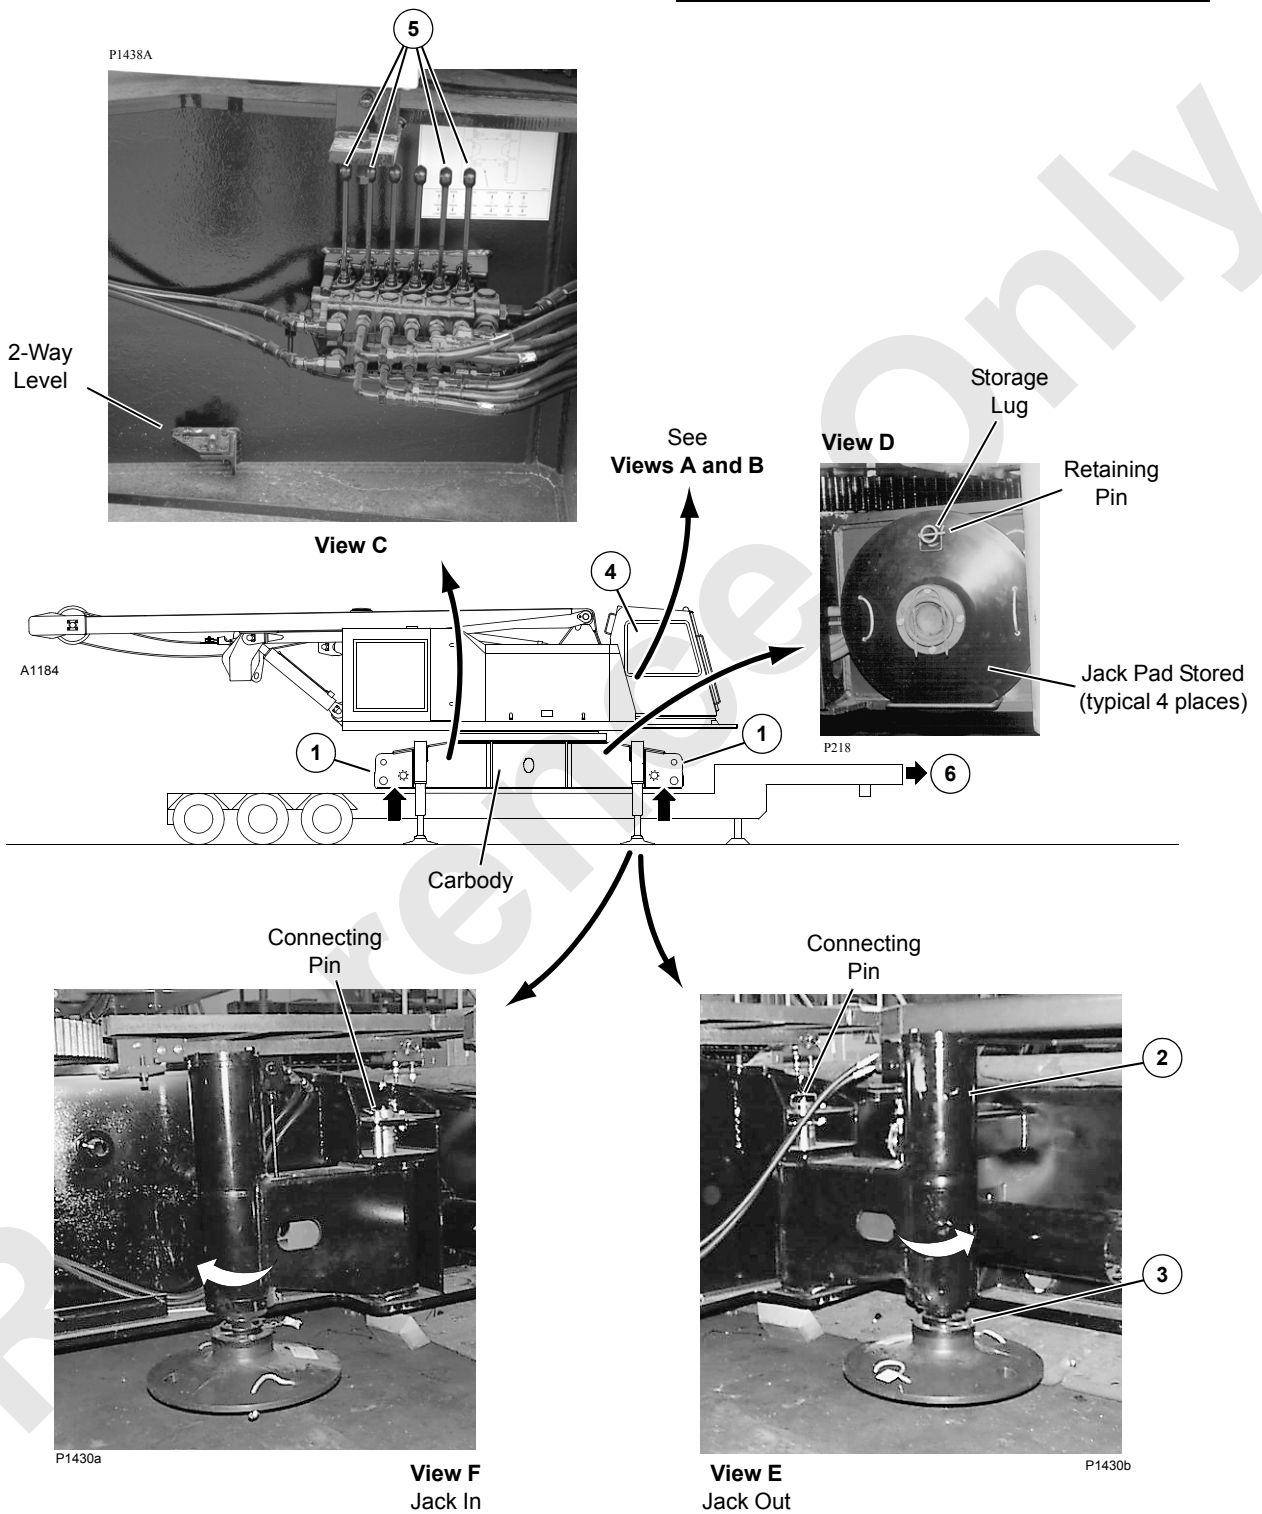 5
P1438A
2-Way
Level
View C
See
Views A and B
Storage
Lug
View D
Retaining
Pin
4
A1184
Jack Pad Stored
(typical 4 places)
P218
1
1
6
Carbody
Connecting
Pin
Connecting
Pin
2
3
P1430a
View F
Jack In
View E
Jack Out
P1430b
Reference Only